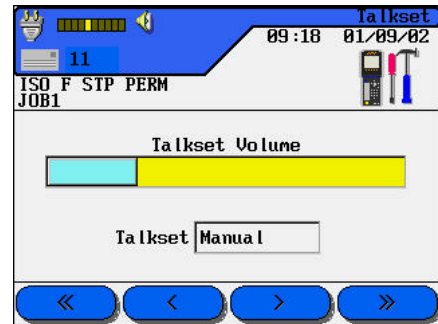 Talkset
09:18 01/09/02
11
ISO F STP PERM
JOB1
Talkset Volume
Talkset Manual
« < > »